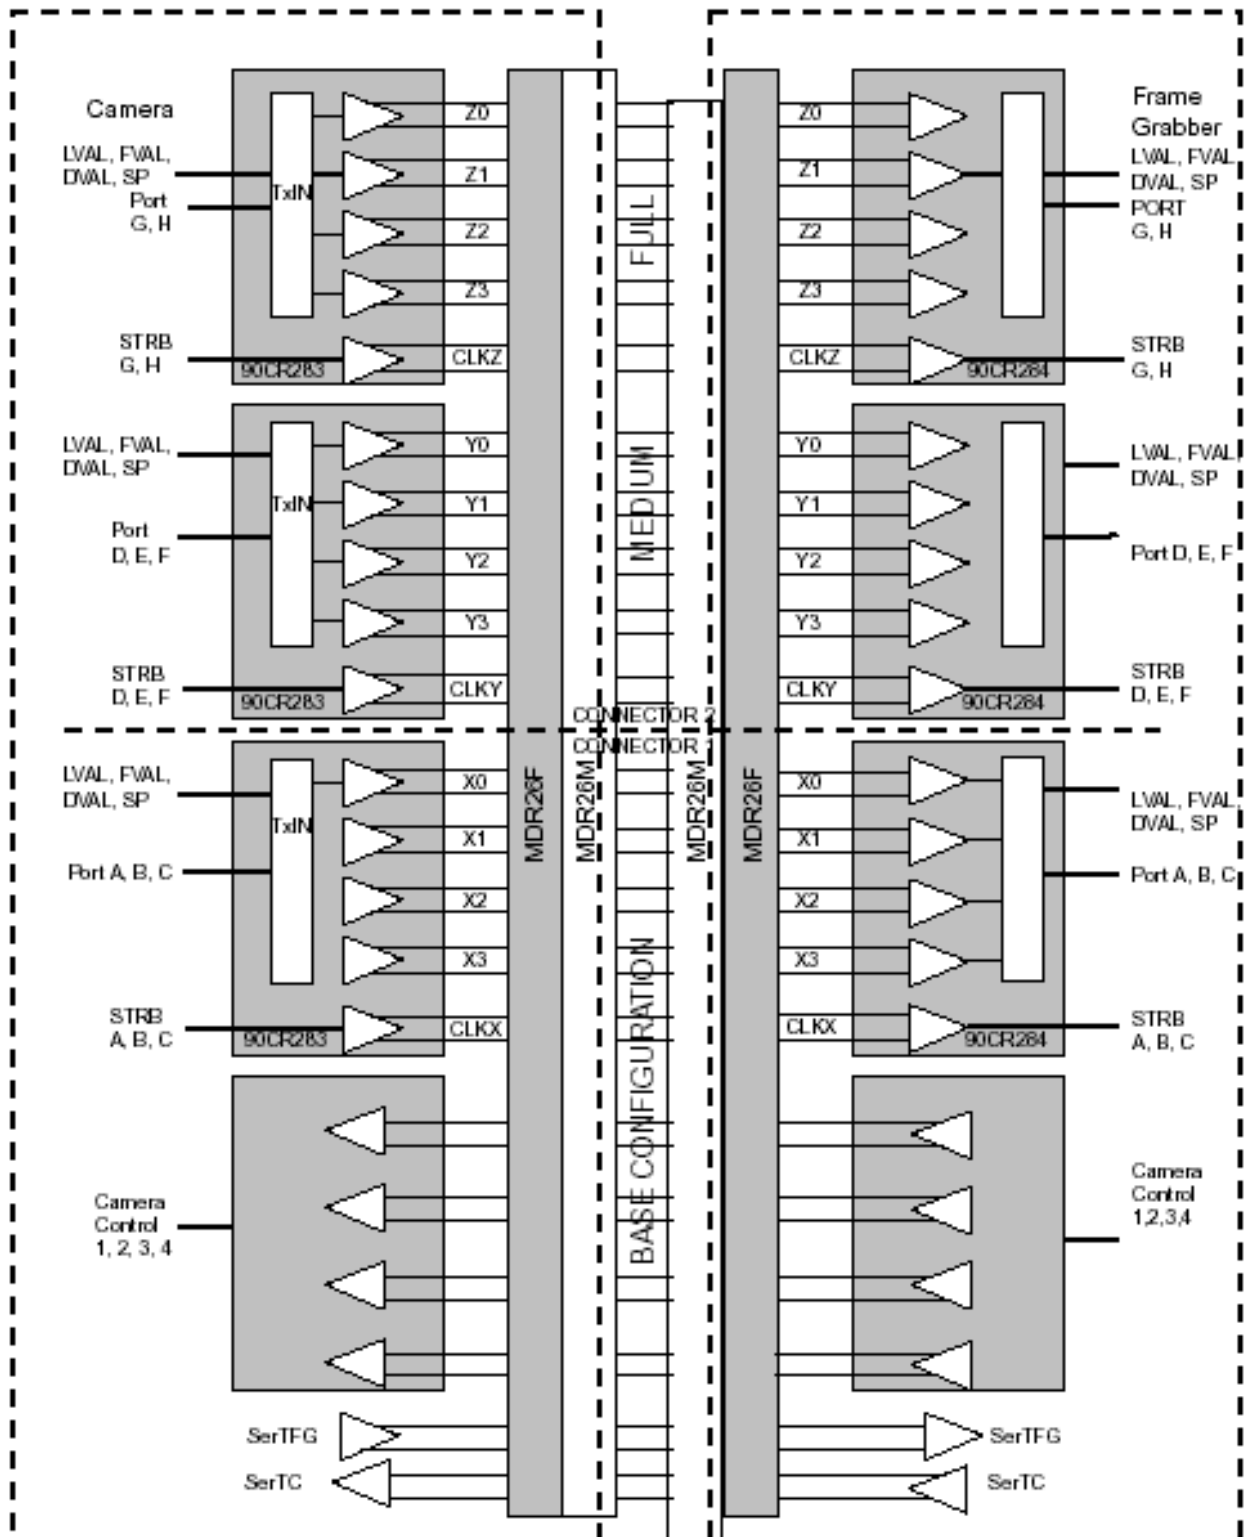 Camera
LVAL, FVAL,
DVAL, SP
Port
G, H
TxIN
Z0
Z1
Z2
Z3
STRB
G, H
90CR283
CLKZ
LVAL, FVAL,
DVAL, SP
TxIN
Port
D, E, F
Y0
Y1
Y2
Y3
STRB
D, E, F
90CR283
CLKY
LVAL, FVAL,
DVAL, SP
TxIN
Port A, B, C
X0
X1
X2
X3
STRB
A, B, C
90CR283
CLKX
Camera
Control
1, 2, 3, 4
SerTFG
SerTC
MDR26F
MDR26M
FULL
MEDIUM
CONNECTOR 2
CONNECTOR 1
BASE CONFIGURATION
MDR26M
MDR26F
Z0
Z1
Z2
Z3
CLKZ
90CR284
Frame
Grabber
LVAL, FVAL,
DVAL, SP
PORT
G, H
STRB
G, H
Y0
Y1
Y2
Y3
CLKY
90CR284
LVAL, FVAL,
DVAL, SP
Port D, E, F
STRB
D, E, F
X0
X1
X2
X3
CLKX
90CR284
LVAL, FVAL,
DVAL, SP
Port A, B, C
STRB
A, B, C
Camera
Control
1,2,3,4
SerTFG
SerTC